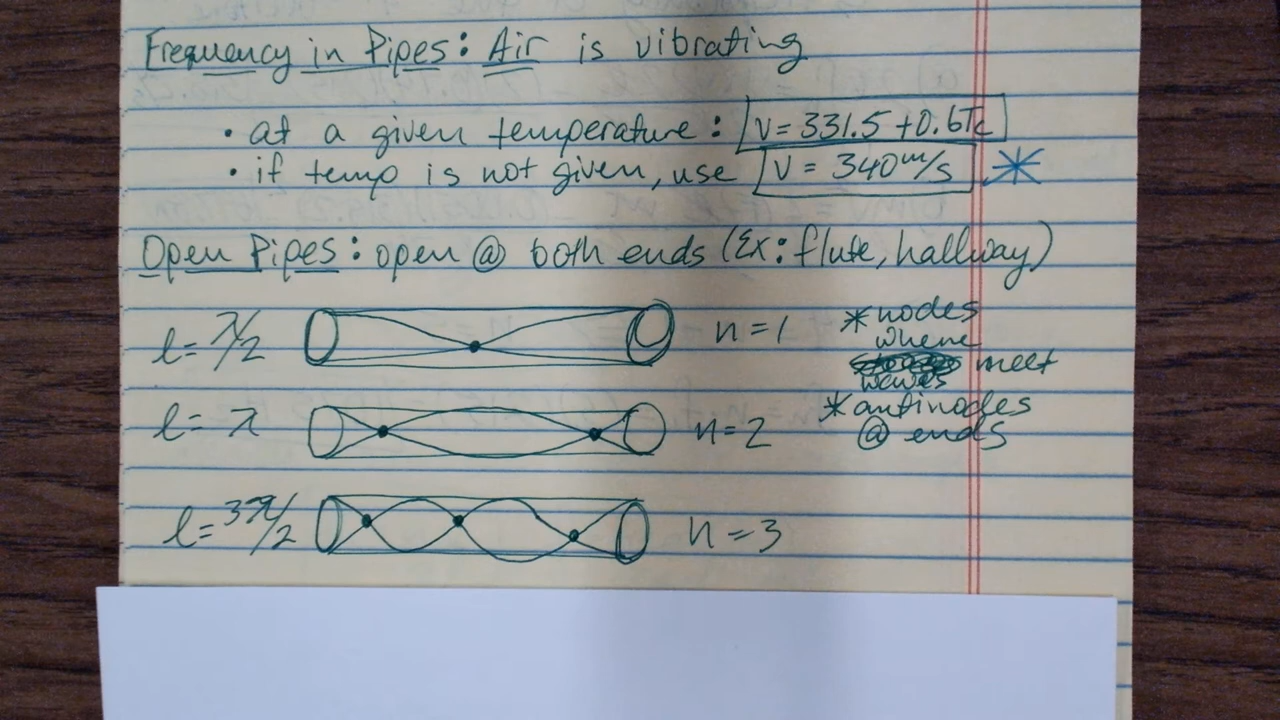 Frequency in Pipes: Air is vibrating
• at a given temperature: V = 331.5 + 0.6Tc
• if temp is not given, use V = 340 m/s *
Open Pipes: open @ both ends (Ex: flute, hallway)
l = λ/2 n = 1
* nodes
where
meet
waves
l = λ n = 2
* antinodes
@ ends
l = 3λ/2 n = 3